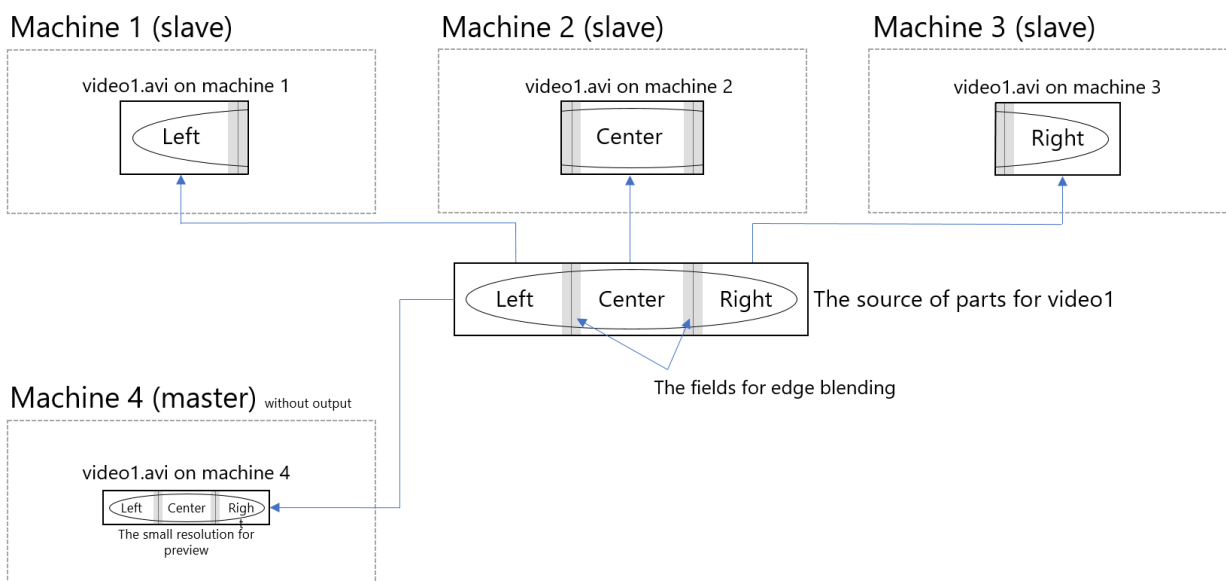 Machine 1 (slave)
video1.avi on machine 1
Left
Machine 2 (slave)
video1.avi on machine 2
Center
Machine 3 (slave)
video1.avi on machine 3
Right
Left
Center
Right
The source of parts for video1
The fields for edge blending
Machine 4 (master) without output
video1.avi on machine 4
Left
Center
Righ
t
The small resolution for
preview